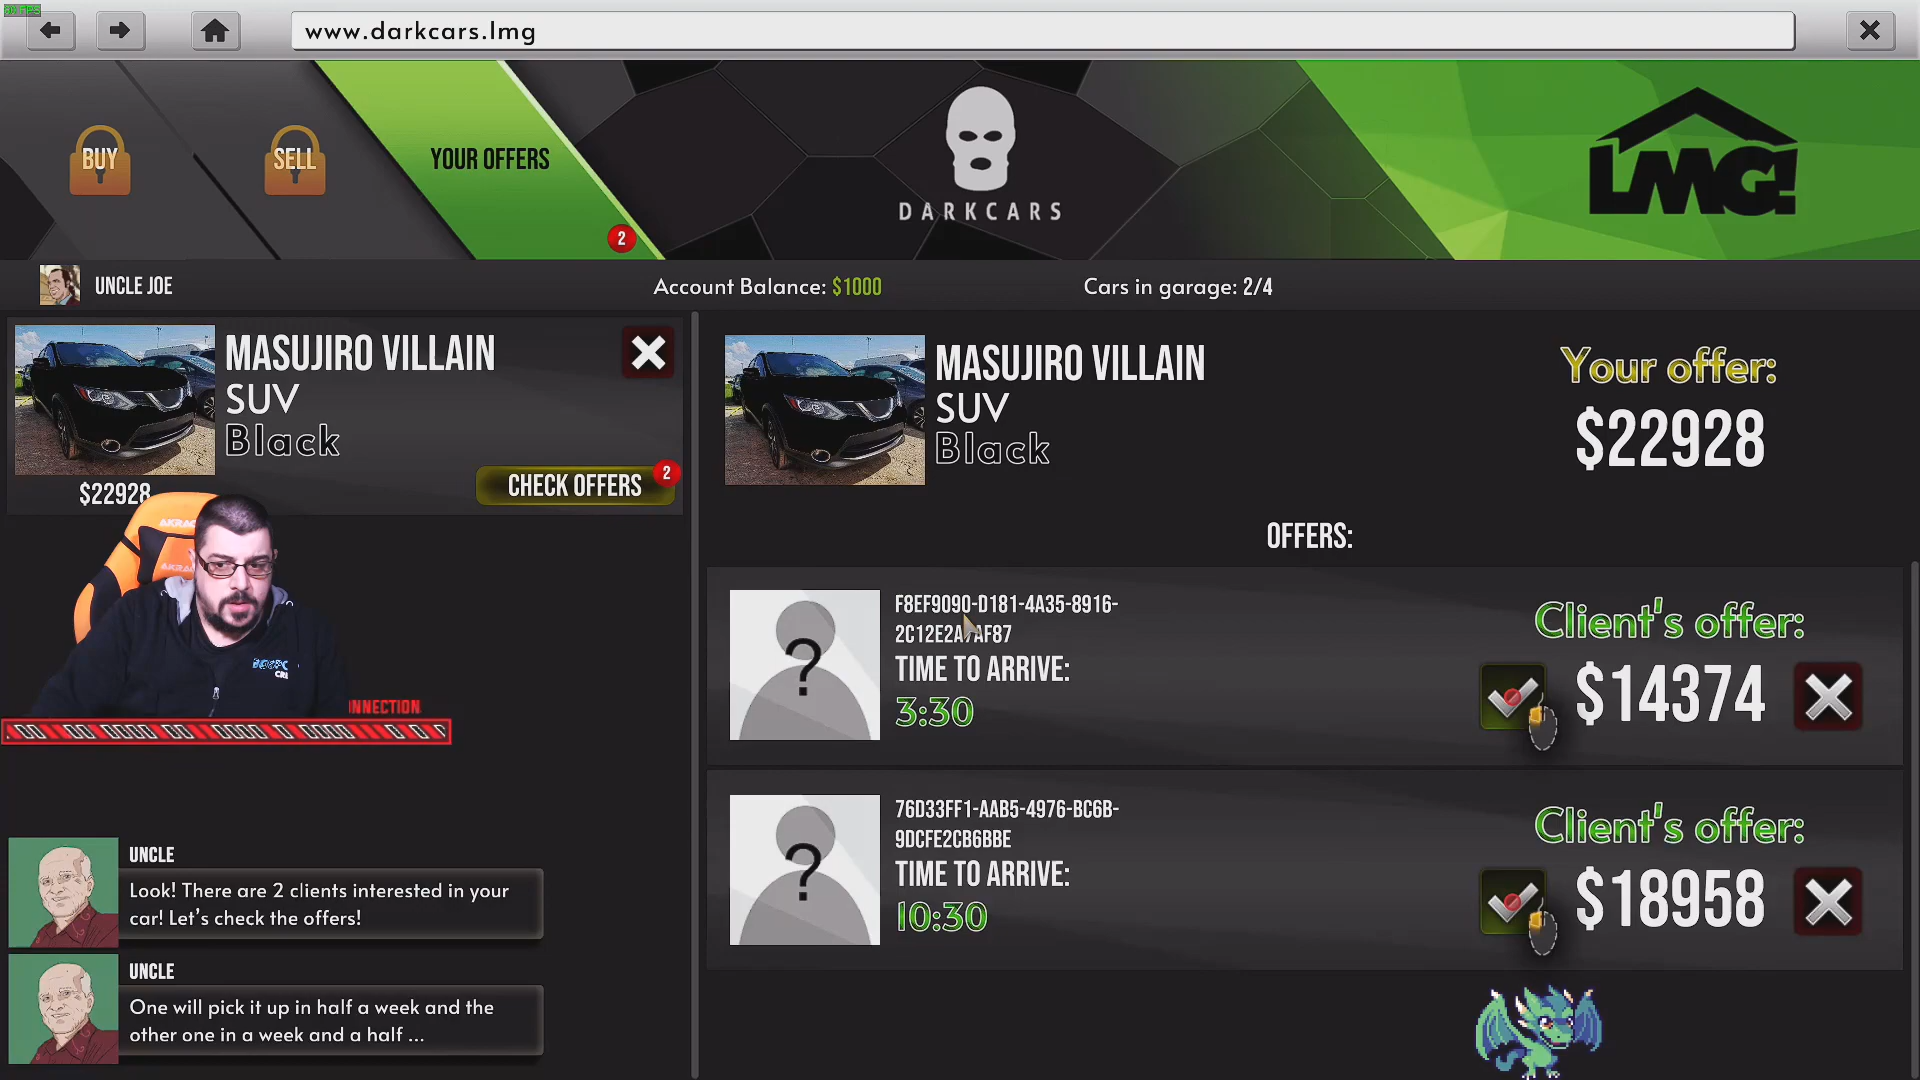 www.darkcars.lmg
BUY
SELL
YOUR OFFERS
2
DARKCARS
LMG!
UNCLE JOE
Account Balance: $1000
Cars in garage: 2/4
MASUJIRO VILLAIN
SUV
Black
$22928
CHECK OFFERS
2
MASUJIRO VILLAIN
SUV
Black
Your offer:
$22928
OFFERS:
F8EF9090-D181-4A35-8916-
TIME TO ARRIVE:
3:30
Client's offer:
$14374
76D33FF1-AAB5-4976-BC6B-
9DCFE2CB6BBE
TIME TO ARRIVE:
10:30
Client's offer:
$18958
NNECTION
UNCLE
Look! There are 2 clients interested in your
car! Let's check the offers!
UNCLE
One will pick it up in half a week and the
other one in a week and a half ...